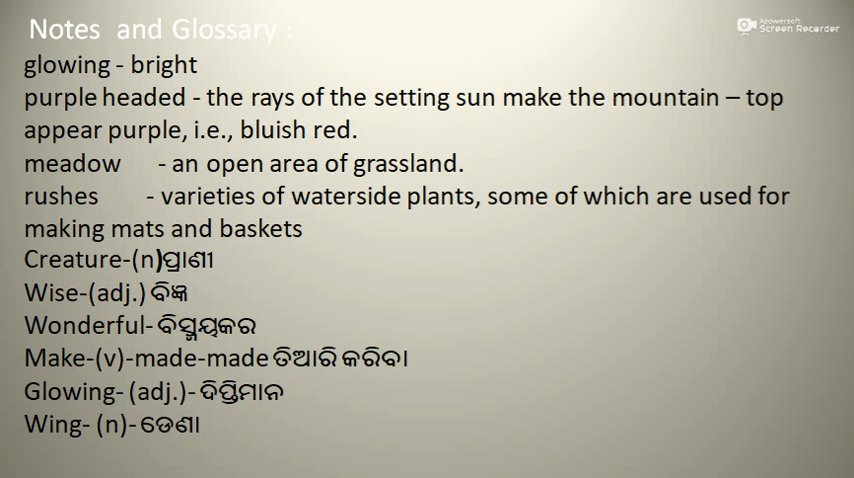 Notes and Glossary :
Apowersoft
Screen Recorder
glowing - bright
purple headed - the rays of the setting sun make the mountain – top
appear purple, i.e., bluish red.
meadow - an open area of grassland.
rushes - varieties of waterside plants, some of which are used for
making mats and baskets
Creature-(n)ପ୍ରାଣୀ
Wise-(adj.) ବିଜ୍ଞ
Wonderful- ବିସ୍ମୟକର
Make-(v)-made-made ତିଆରି କରିବା
Glowing- (adj.)- ଦିପ୍ତିମାନ
Wing- (n)- ଡେଣା